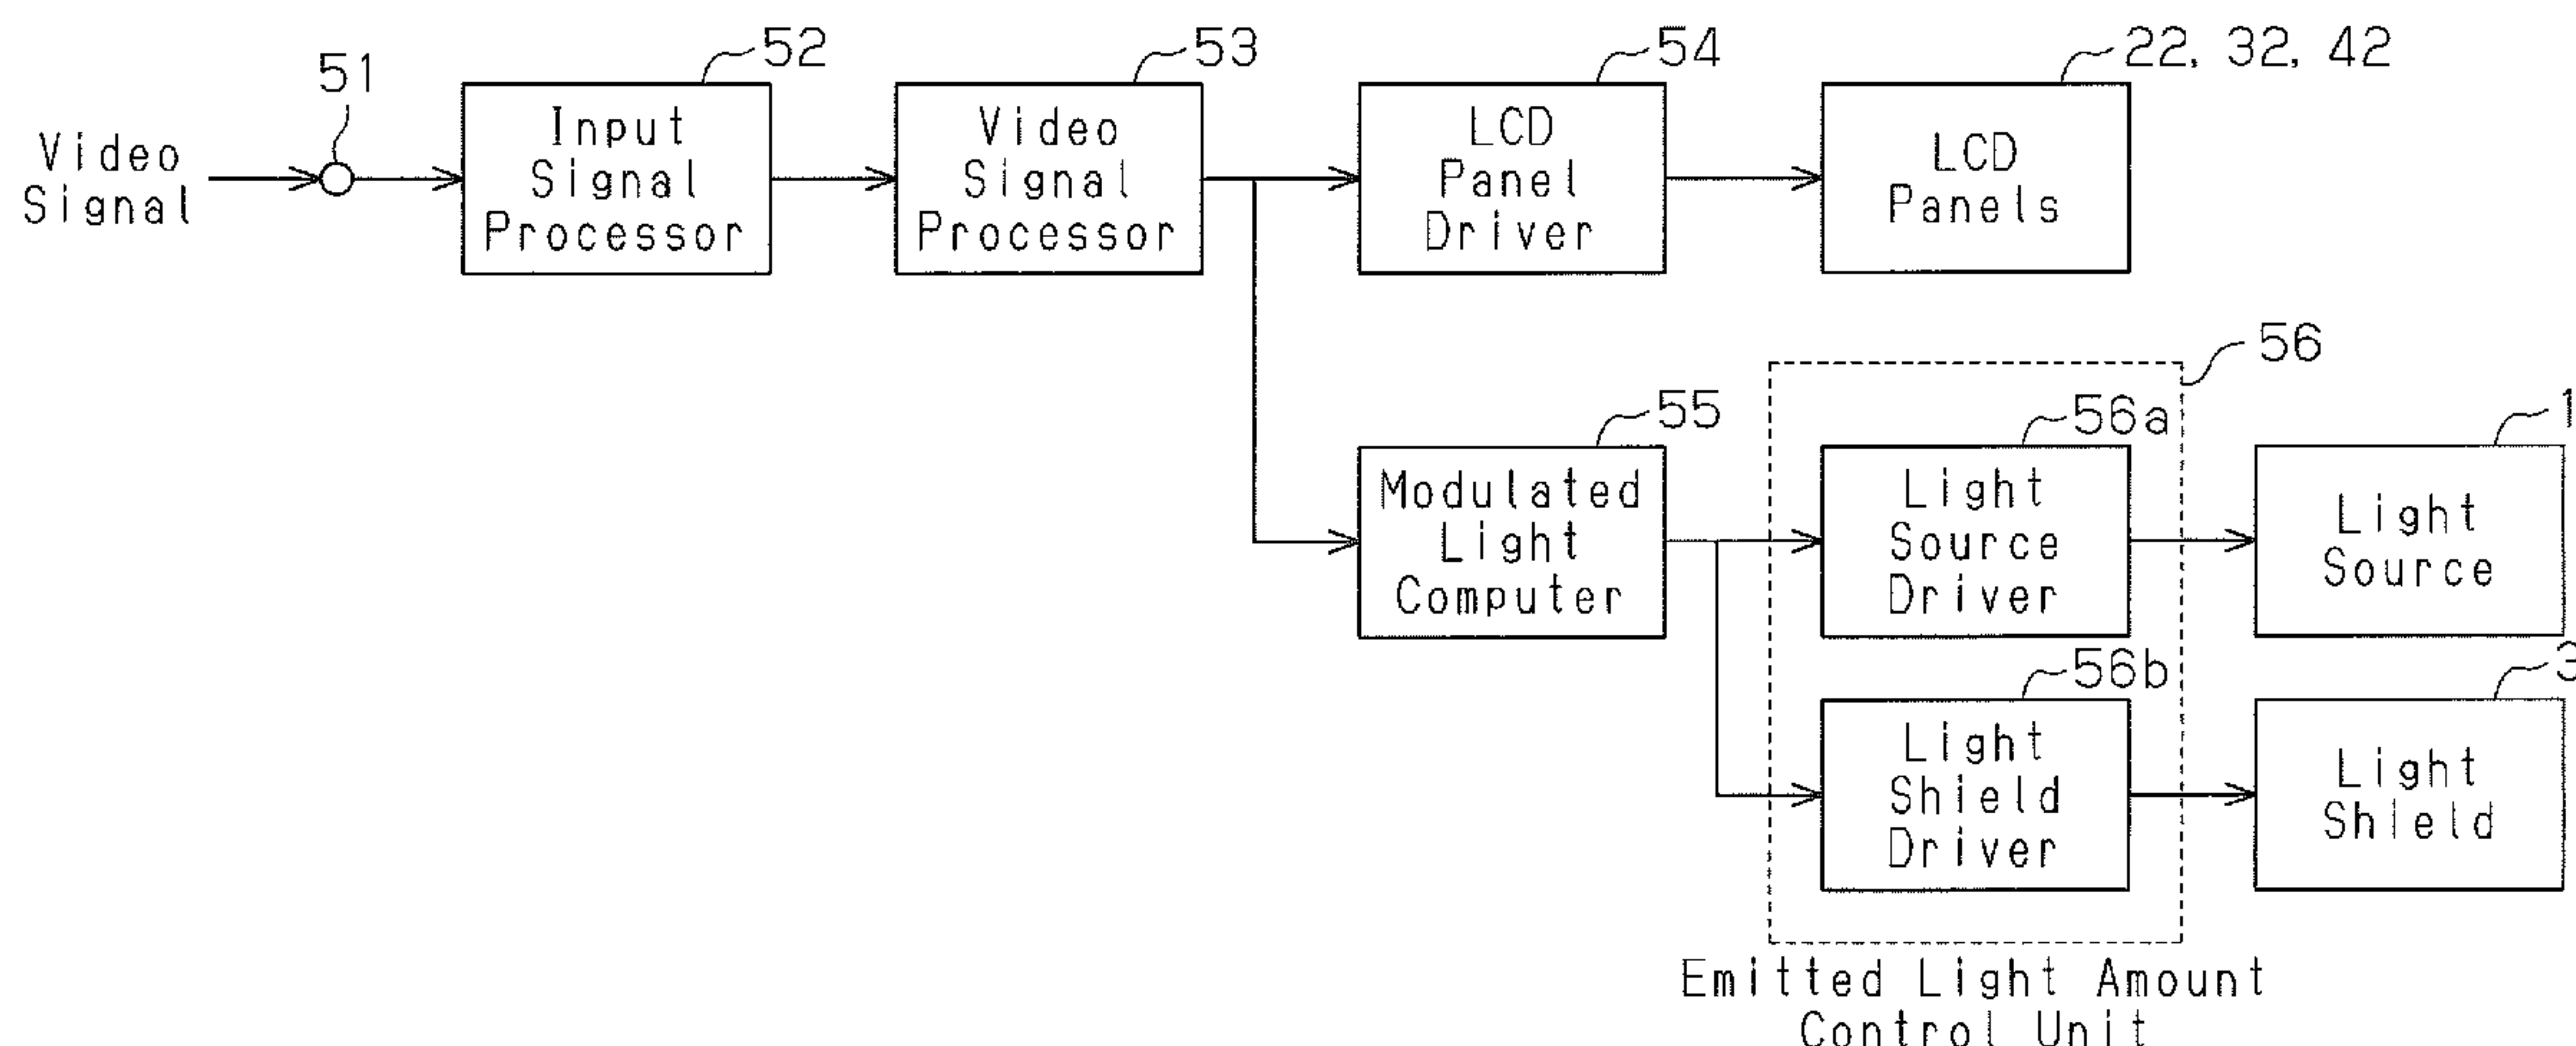 51
52
53
54
22, 32, 42
Video
Signal
Input
Signal
Processor
Video
Signal
Processor
LCD
Panel
Driver
LCD
Panels
56
55
56a
1
Modulated
Light
Computer
Light
Source
Driver
Light
Source
56b
3
Light
Shield
Driver
Light
Shield
Emitted Light Amount
Control Unit